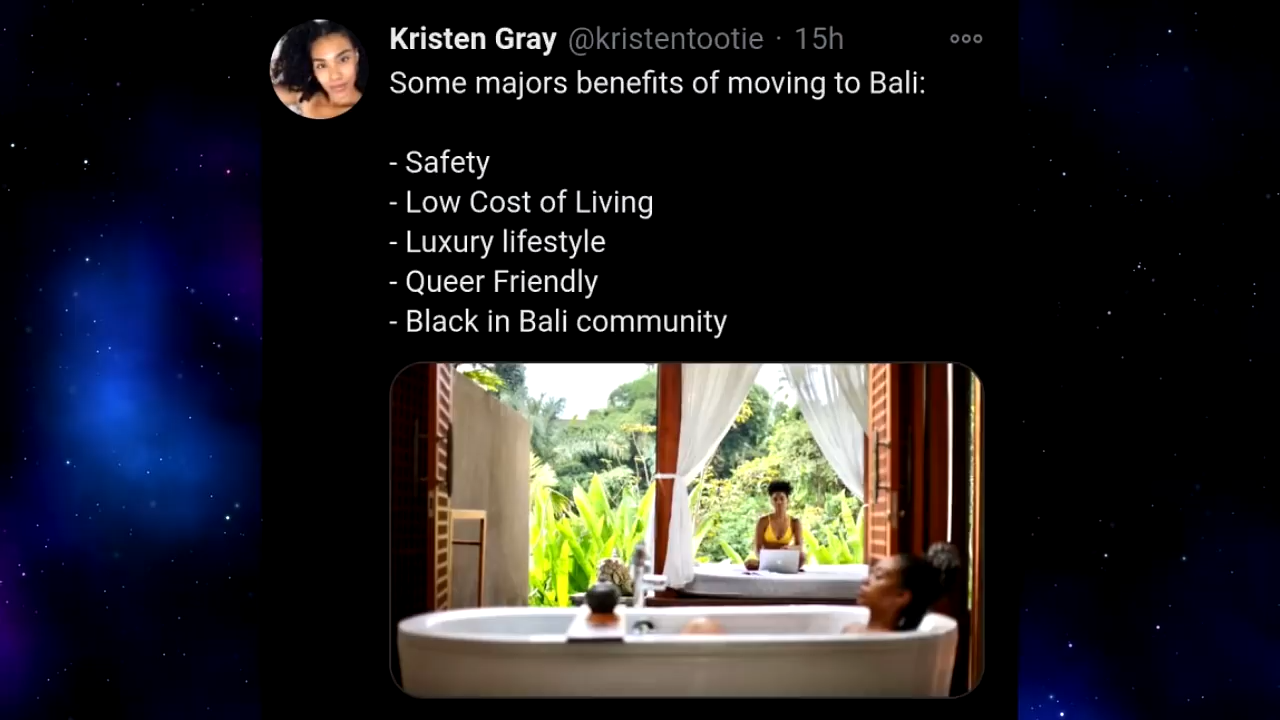 Kristen Gray @kristentootie · 15h
Some majors benefits of moving to Bali:
- Safety
- Low Cost of Living
- Luxury lifestyle
- Queer Friendly
- Black in Bali community